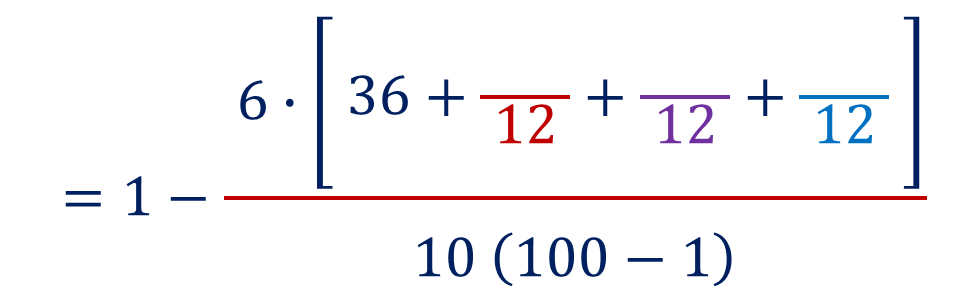 6 · [ 36 + / 12 + / 12 + / 12 ]
= 1 −
10 (100 − 1)